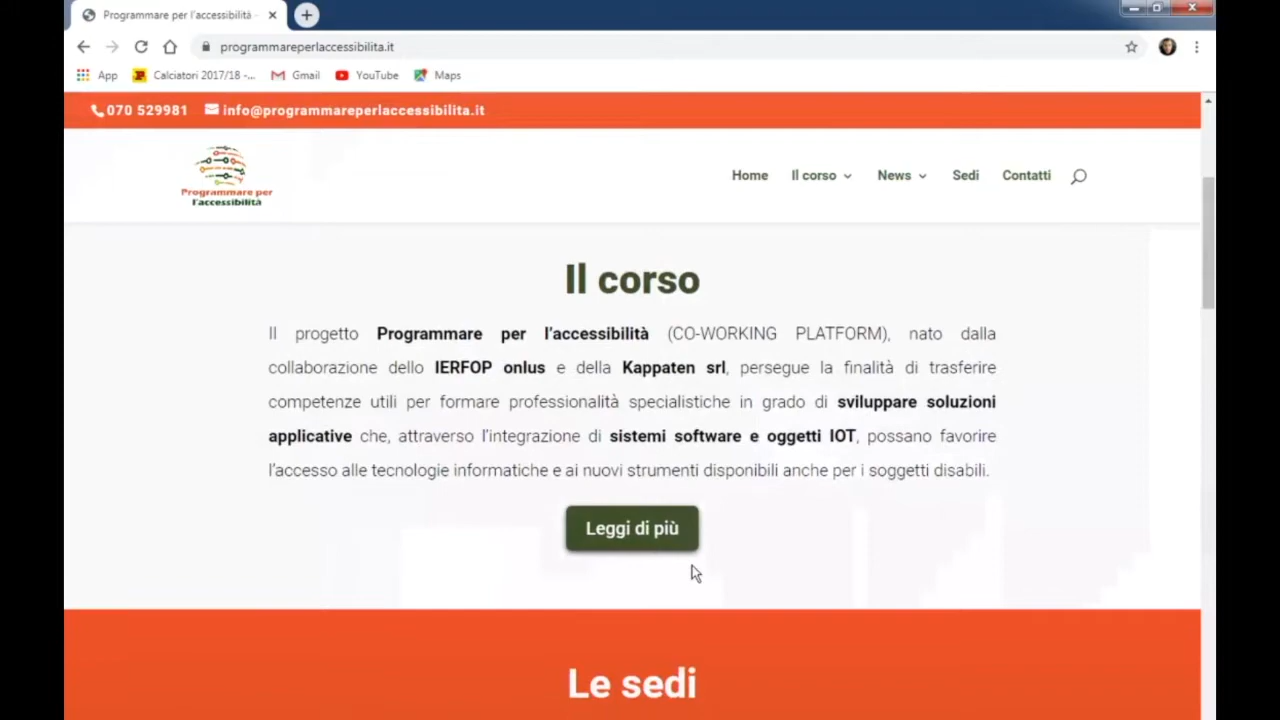 Programmare per l'accessibilità -
programmareperlaccessibilita.it
App Calciatori 2017/18 -... Gmail YouTube Maps
070 529981 info@programmareperlaccessibilita.it
Programmare per
l'accessibilità
Home Il corso News Sedi Contatti
Il corso
Il progetto Programmare per l'accessibilità (CO-WORKING PLATFORM), nato dalla
collaborazione dello IERFOP onlus e della Kappaten srl, persegue la finalità di trasferire
competenze utili per formare professionalità specialistiche in grado di sviluppare soluzioni
applicative che, attraverso l'integrazione di sistemi software e oggetti IOT, possano favorire
l'accesso alle tecnologie informatiche e ai nuovi strumenti disponibili anche per i soggetti disabili.
Leggi di più
Le sedi